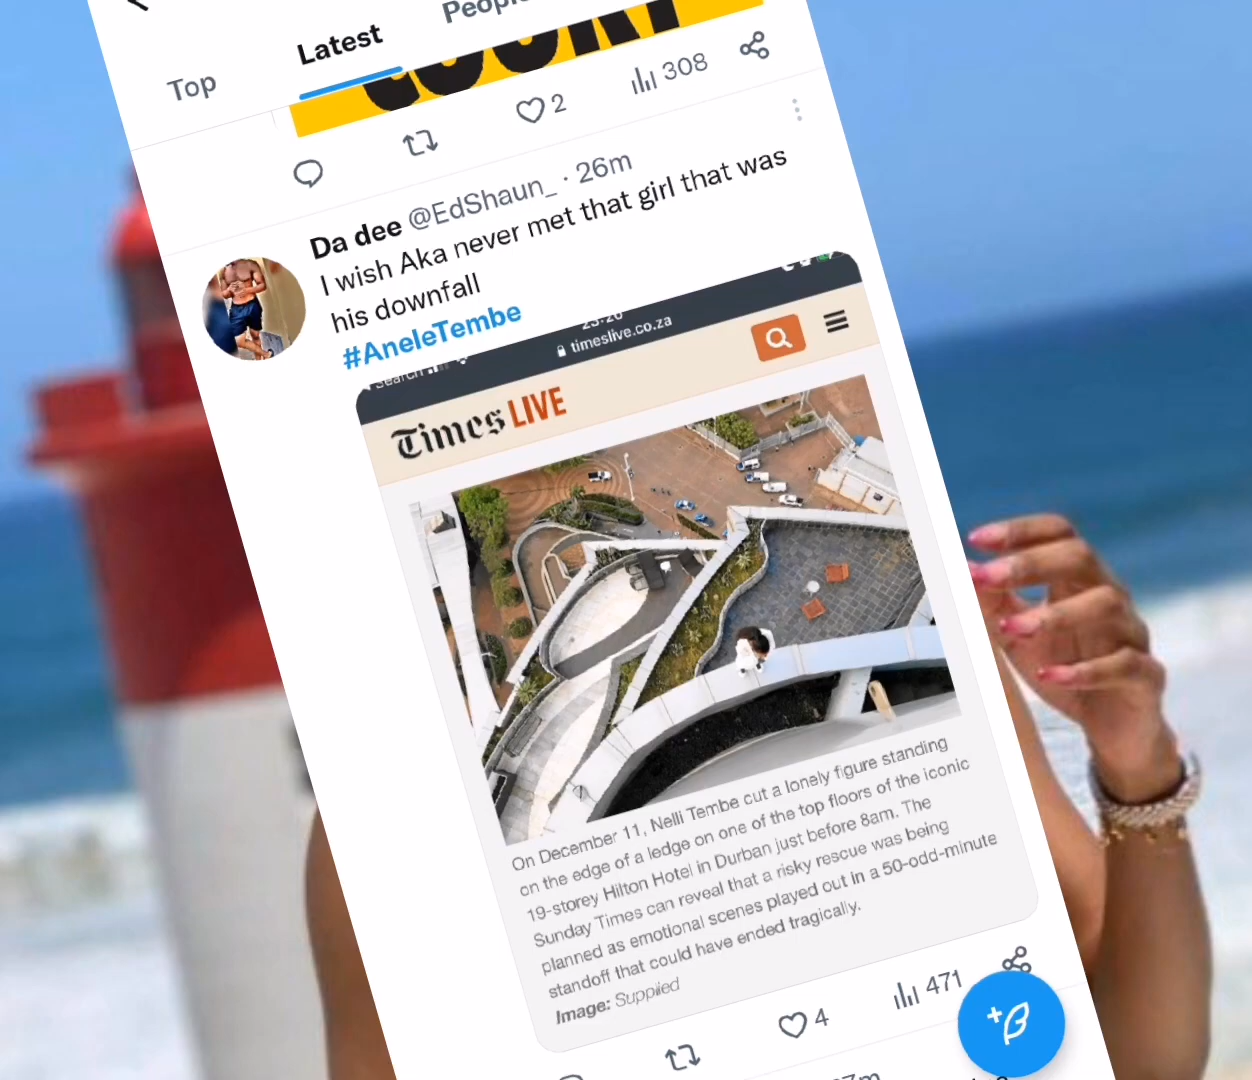 Top
Latest
2
308
Da dee @EdShaun_ · 26m
I wish Aka never met that girl that was
his downfall
#AneleTembe
Search
timeslive.co.za
Times LIVE
On December 11, Nelli Tembe cut a lonely figure standing
on the edge of a ledge on one of the top floors of the iconic
19-storey Hilton Hotel in Durban just before 8am. The
Sunday Times can reveal that a risky rescue was being
planned as emotional scenes played out in a 50-odd-minute
standoff that could have ended tragically.
Image: Supplied
4
471